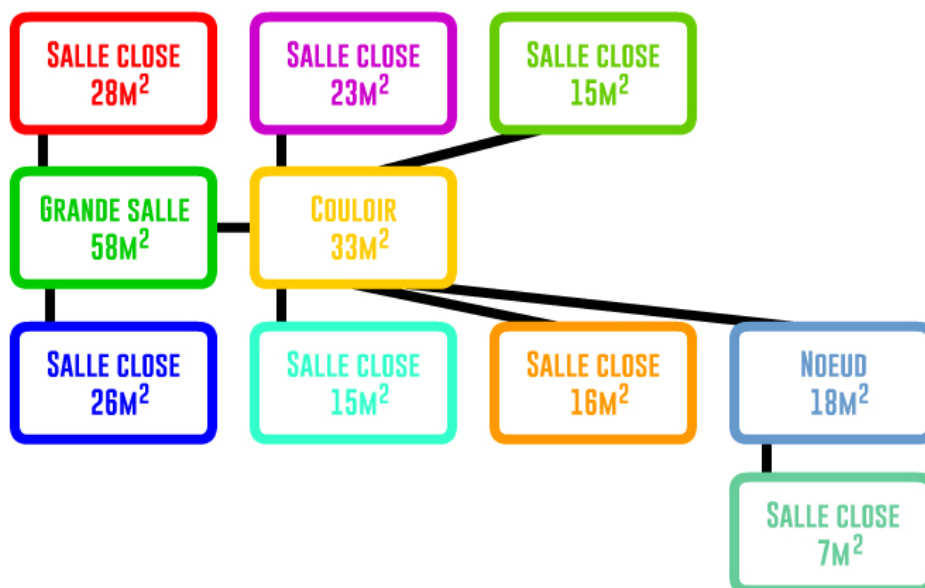 Salle close
28m²
Salle close
23m²
Salle close
15m²
Grande salle
58m²
Couloir
33m²
Salle close
26m²
Salle close
15m²
Salle close
16m²
Noeud
18m²
Salle close
7m²